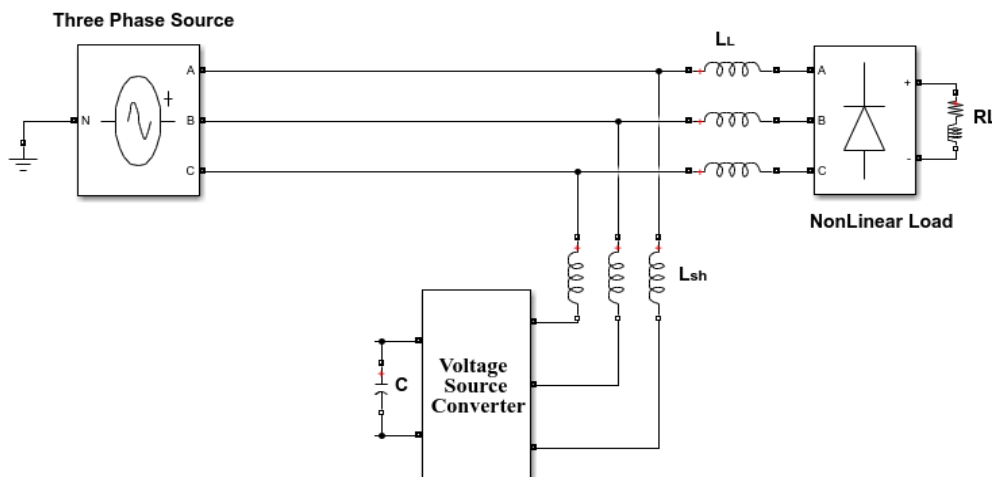 Three Phase Source
LL
A
A
+
N
B
B
RL
C
C
-
NonLinear Load
Lsh
Voltage
Source
Converter
C